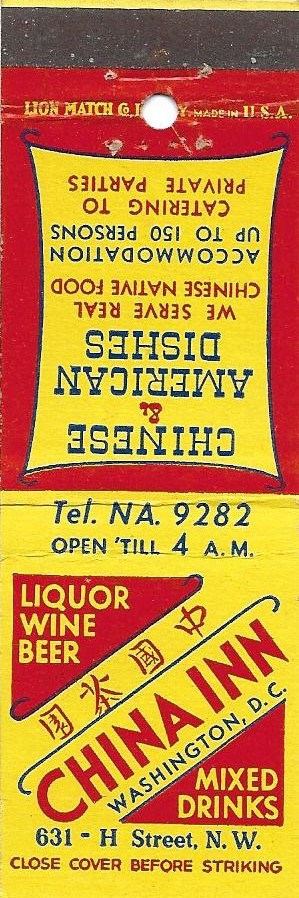 LION MATCH MADE IN U.S.A.
CHINESE
&
AMERICAN
DISHES
WE SERVE REAL
CHINESE NATIVE FOOD
ACCOMMODATION
UP TO 150 PERSONS
CATERING TO
PRIVATE PARTIES
Tel. NA. 9282
OPEN 'TILL 4 A.M.
LIQUOR
WINE
BEER
中國茶園
CHINA INN
WASHINGTON, D.C.
MIXED
DRINKS
631 - H Street, N.W.
CLOSE COVER BEFORE STRIKING